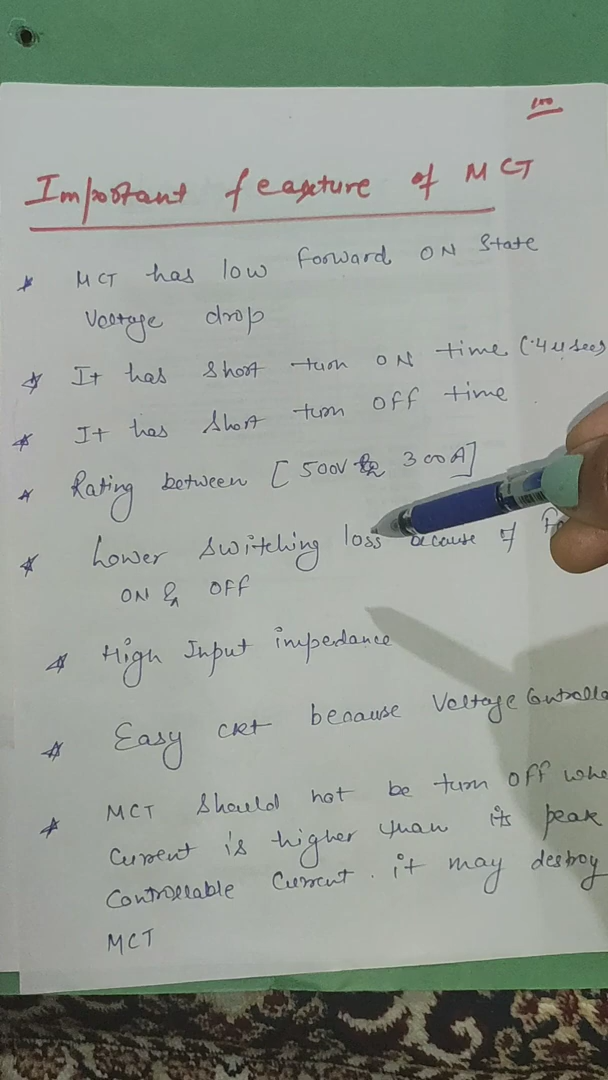 100
Important feature of MCT
* MCT has low forward ON State
Voltage drop
* It has short turn ON time (.4 μsec)
* It has short turn OFF time
* Rating between [500V & 300A]
* Lower switching loss because of
ON & OFF
* High Input impedance
* Easy CKT because Voltage
* MCT should not be turn OFF
current is higher than its peak
Controllable Current. it may destroy
MCT